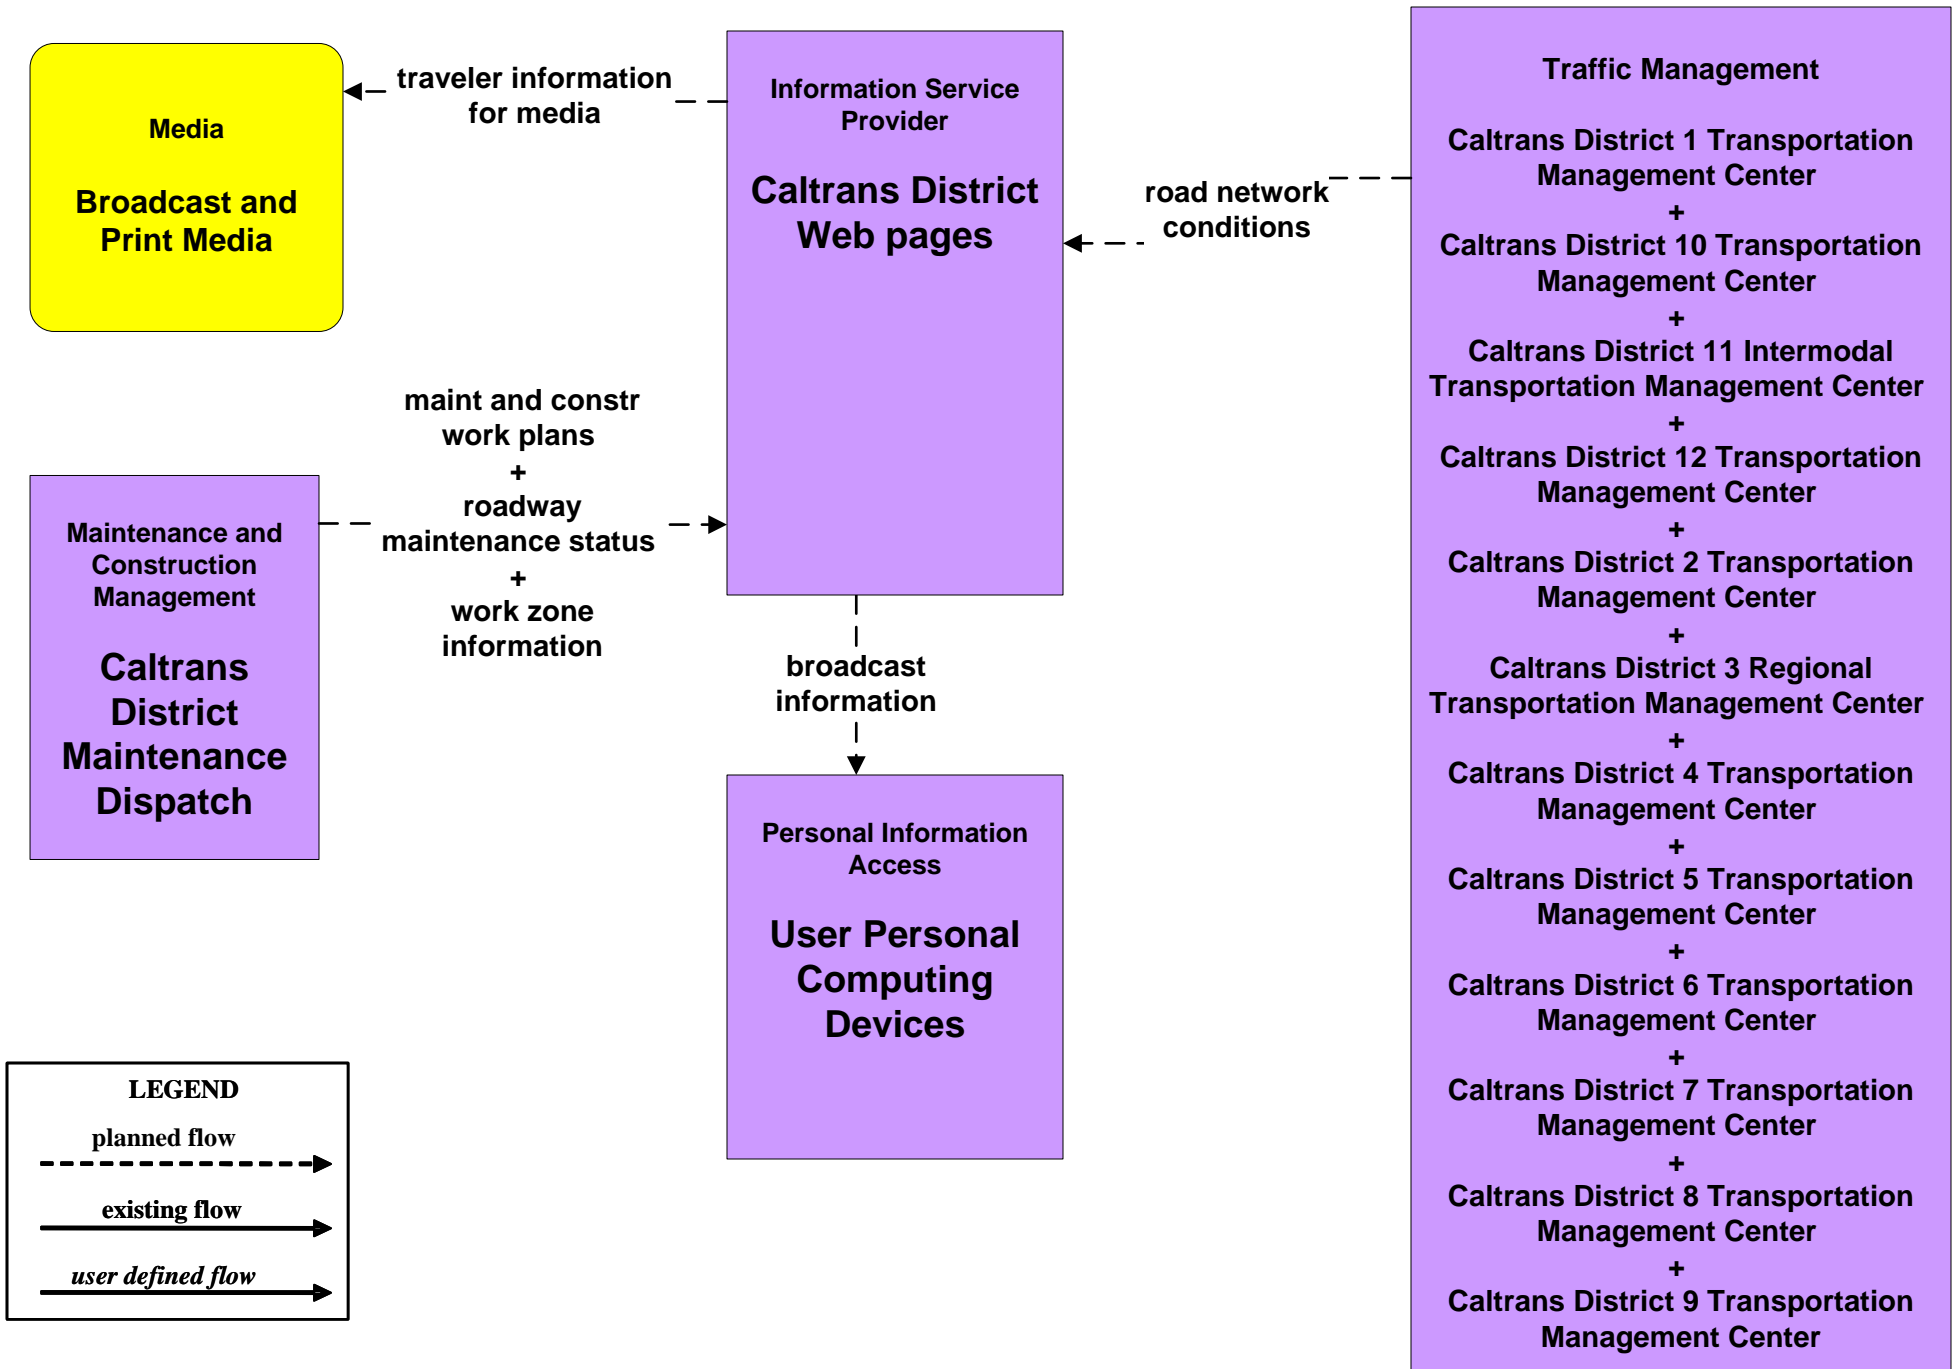 Media
Broadcast and
Print Media
traveler information
for media
Information Service
Provider
Caltrans District
Web pages
road network
conditions
maint and constr
work plans
+
roadway
maintenance status
+
work zone
information
Maintenance and
Construction
Management
Caltrans
District
Maintenance
Dispatch
broadcast
information
Personal Information
Access
User Personal
Computing
Devices
Traffic Management
Caltrans District 1 Transportation
Management Center
+
Caltrans District 10 Transportation
Management Center
+
Caltrans District 11 Intermodal
Transportation Management Center
+
Caltrans District 12 Transportation
Management Center
+
Caltrans District 2 Transportation
Management Center
+
Caltrans District 3 Regional
Transportation Management Center
+
Caltrans District 4 Transportation
Management Center
+
Caltrans District 5 Transportation
Management Center
+
Caltrans District 6 Transportation
Management Center
+
Caltrans District 7 Transportation
Management Center
+
Caltrans District 8 Transportation
Management Center
+
Caltrans District 9 Transportation
Management Center
LEGEND
planned flow
existing flow
user defined flow